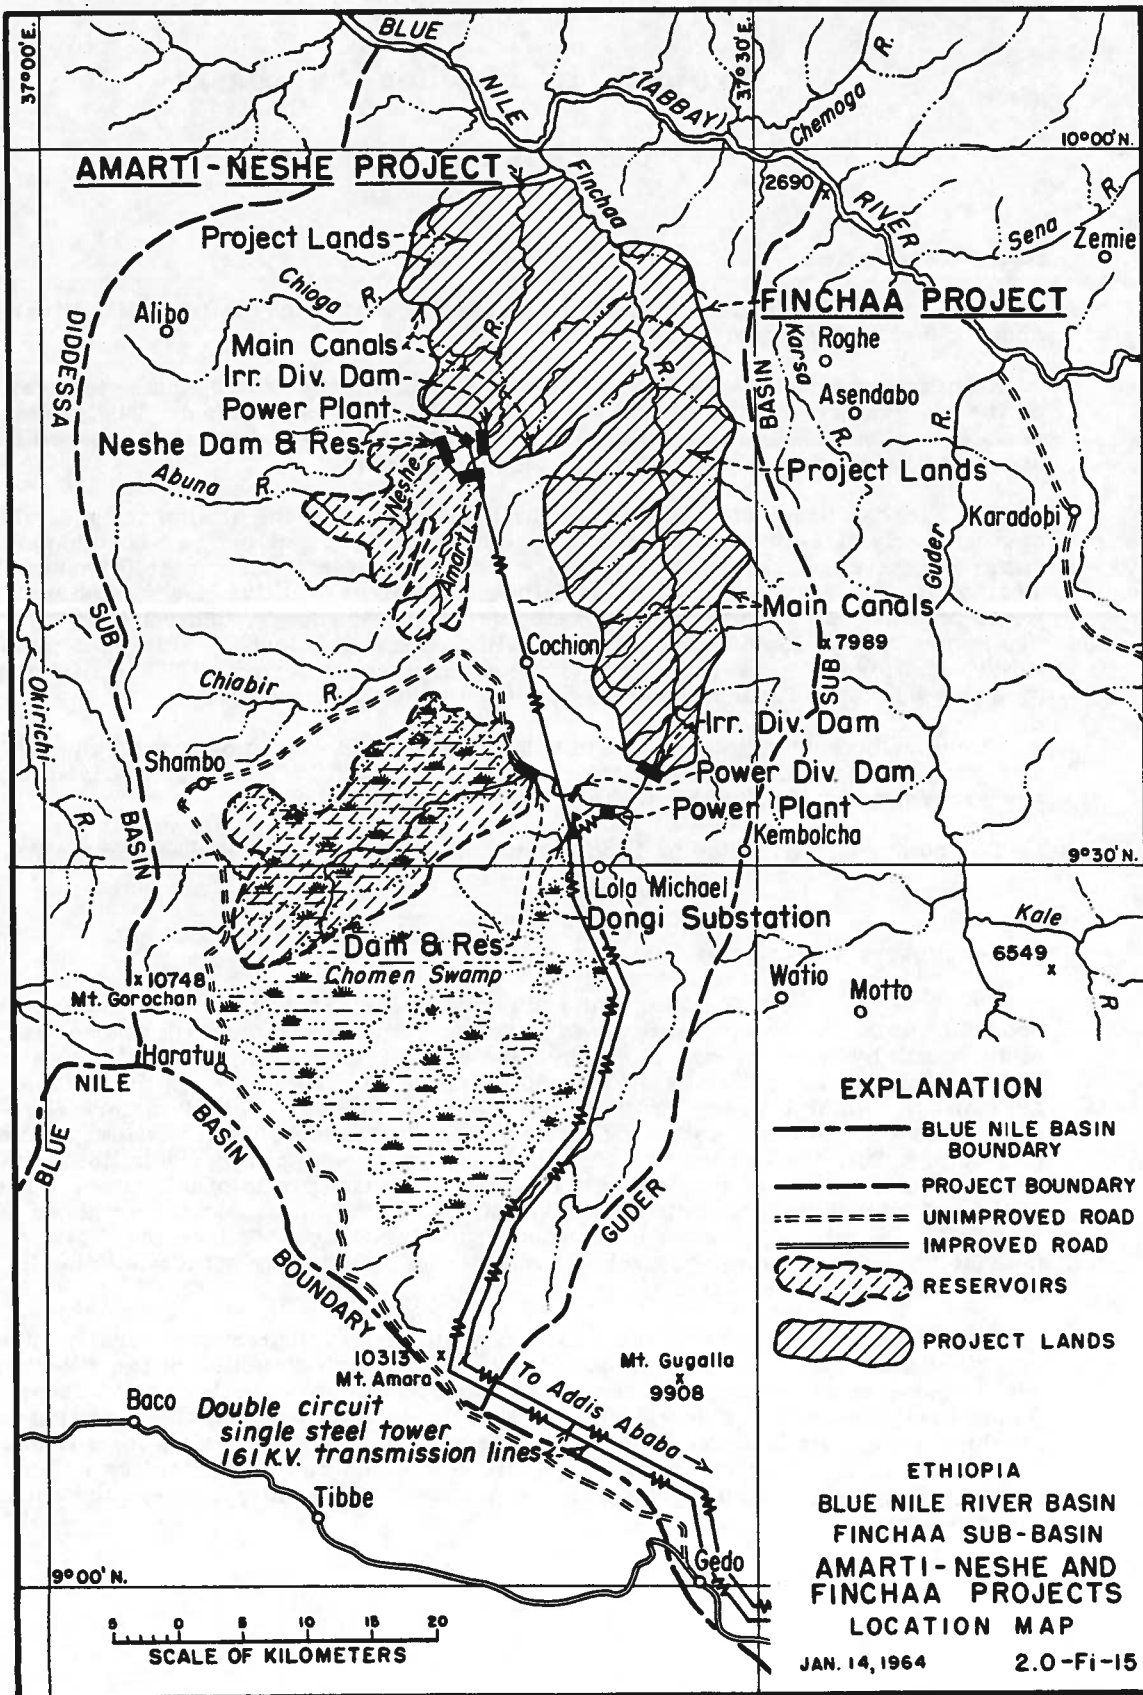 37°00'E.
BLUE
NILE
(ABBAY)
37°30'E.
Chemoga R.
10°00'N.
AMARTI-NESHE PROJECT
Finchaa
2690
RIVER
Sena R.
Zemie
Project Lands
Chioga R.
FINCHAA PROJECT
Alibo
DIDDESSA
Main Canals
R.
R.
Karsa R.
Roghe
Irr. Div. Dam
BASIN
Asendabo
Power Plant
Neshe Dam & Res.
Project Lands
Abuna R.
Neshe
Amarti
Guder R.
Karadobi
SUB
Main Canals
Cochion
7989
SUB
Okirichi R.
Chiabir R.
Irr. Div. Dam
Shambo
Power Div. Dam
Power Plant
BASIN
Kembolcha
9°30'N.
Lola Michael
Dongi Substation
Dam & Res.
Chomen Swamp
Kale R
6549
10748
Mt. Gorochan
Watio
Motto
Haratu
BLUE NILE BASIN BOUNDARY
GUDER
EXPLANATION
BLUE NILE BASIN
BOUNDARY
PROJECT BOUNDARY
UNIMPROVED ROAD
IMPROVED ROAD
RESERVOIRS
PROJECT LANDS
10313
Mt. Amara
Mt. Gugalla
9908
To Addis Ababa
Baco
Double circuit
single steel tower
161 K.V. transmission lines
Tibbe
Gedo
9°00'N.
5 0 5 10 15 20
SCALE OF KILOMETERS
ETHIOPIA
BLUE NILE RIVER BASIN
FINCHAA SUB-BASIN
AMARTI-NESHE AND
FINCHAA PROJECTS
LOCATION MAP
JAN. 14, 1964 2.0-Fi-15